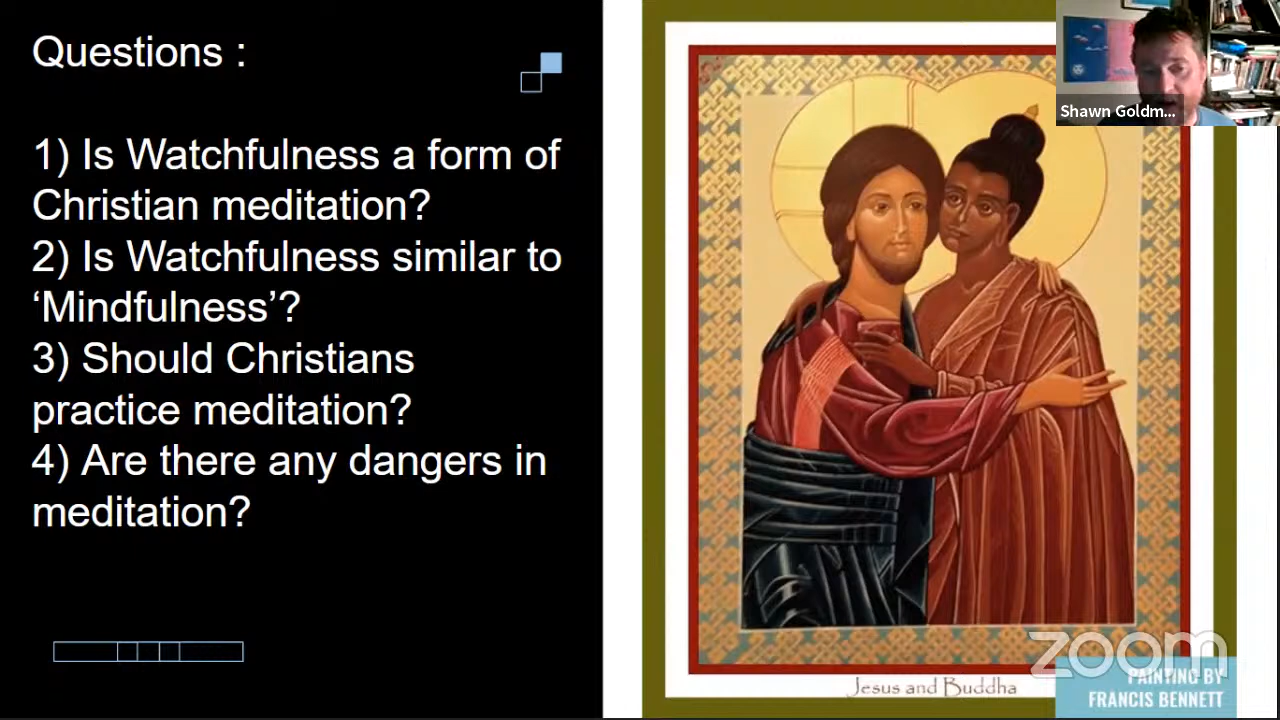 Questions :
1) Is Watchfulness a form of
Christian meditation?
2) Is Watchfulness similar to
‘Mindfulness’?
3) Should Christians
practice meditation?
4) Are there any dangers in
meditation?
Shawn Goldm...
Jesus and Buddha
zoom
PAINTING BY
FRANCIS BENNETT